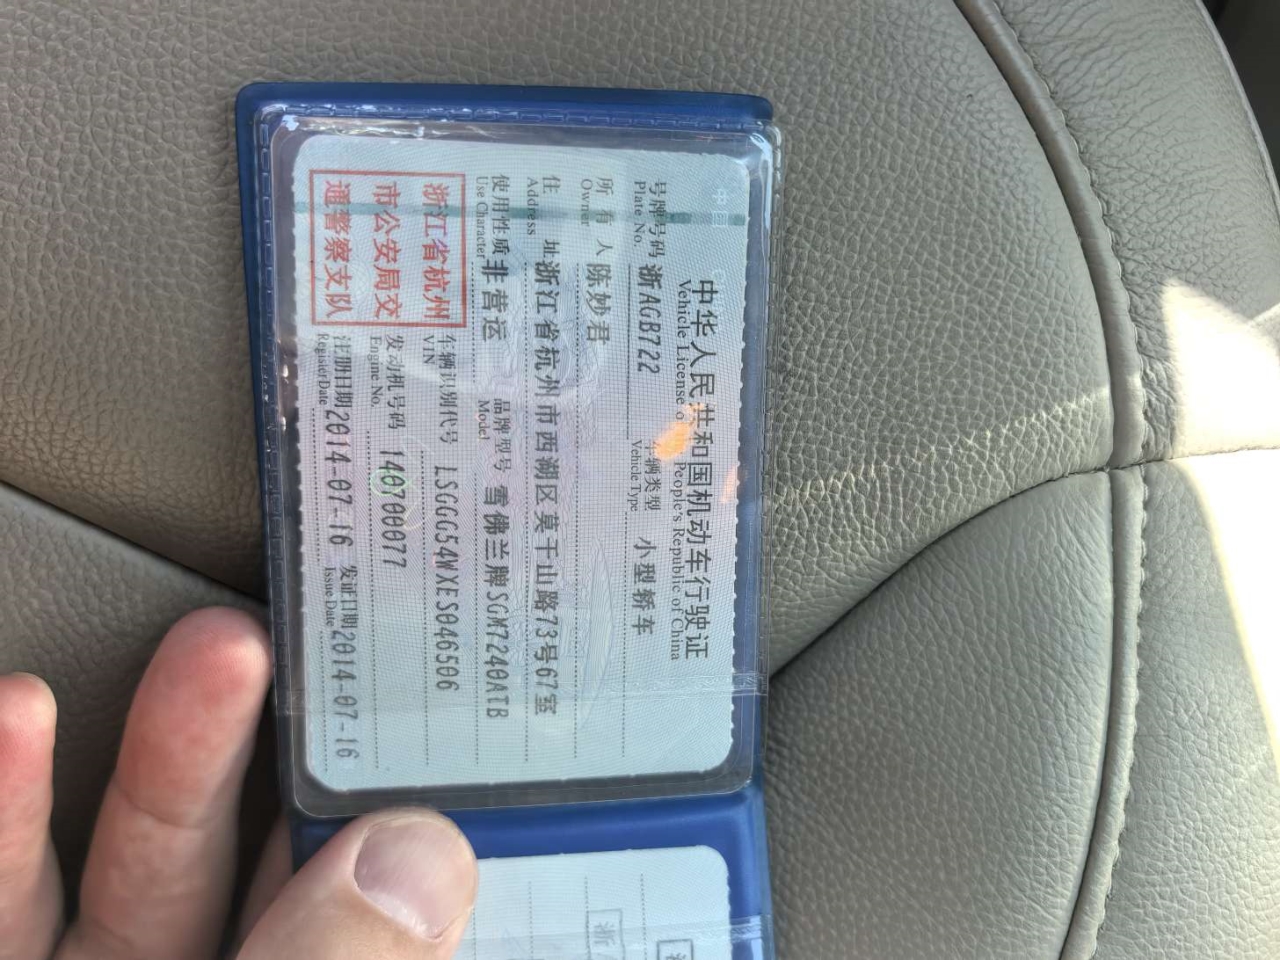 中华人民共和国机动车行驶证
Vehicle License of People's Republic of China
号牌号码 浙AGB722 车辆类型 小型轿车
Plate No. Vehicle Type
所有人 陈妙君
Owner
住址 浙江省杭州市西湖区莫干山路73号67室
Address
使用性质 非营运 品牌型号 雪佛兰牌SGM7240ATB
Use Character Model
浙江省杭州
市公安局交
通警察支队
车辆识别代号 LSGGG54WXES046506
VIN
发动机号码 140700077
Engine No.
注册日期 2014-07-16 发证日期 2014-07-16
Register Date Issue Date
浙